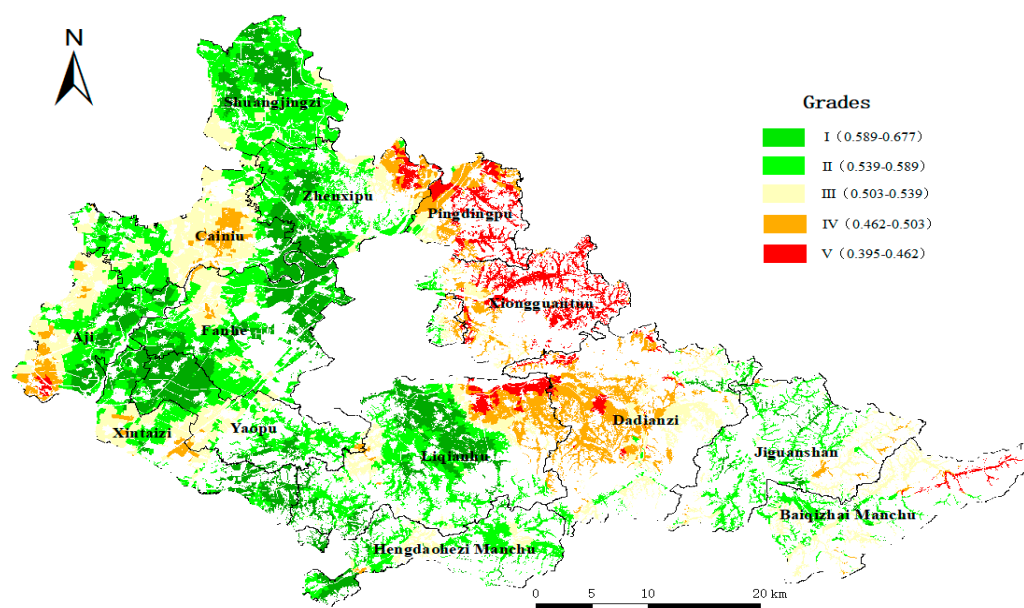 N
Shuangjingzi
Grades
I（0.589-0.677）
II（0.539-0.589）
III（0.503-0.539）
IV（0.462-0.503）
V（0.395-0.462）
Zhenxipu
Pingdingpu
Cainiu
Xiongguantun
Fanhe
Aji
Dadianzi
Xintaizi
Yaopu
Liqianhu
Jiguanshan
Baiqizhai Manchu
Hengdaohezi Manchu
0 5 10 20 km